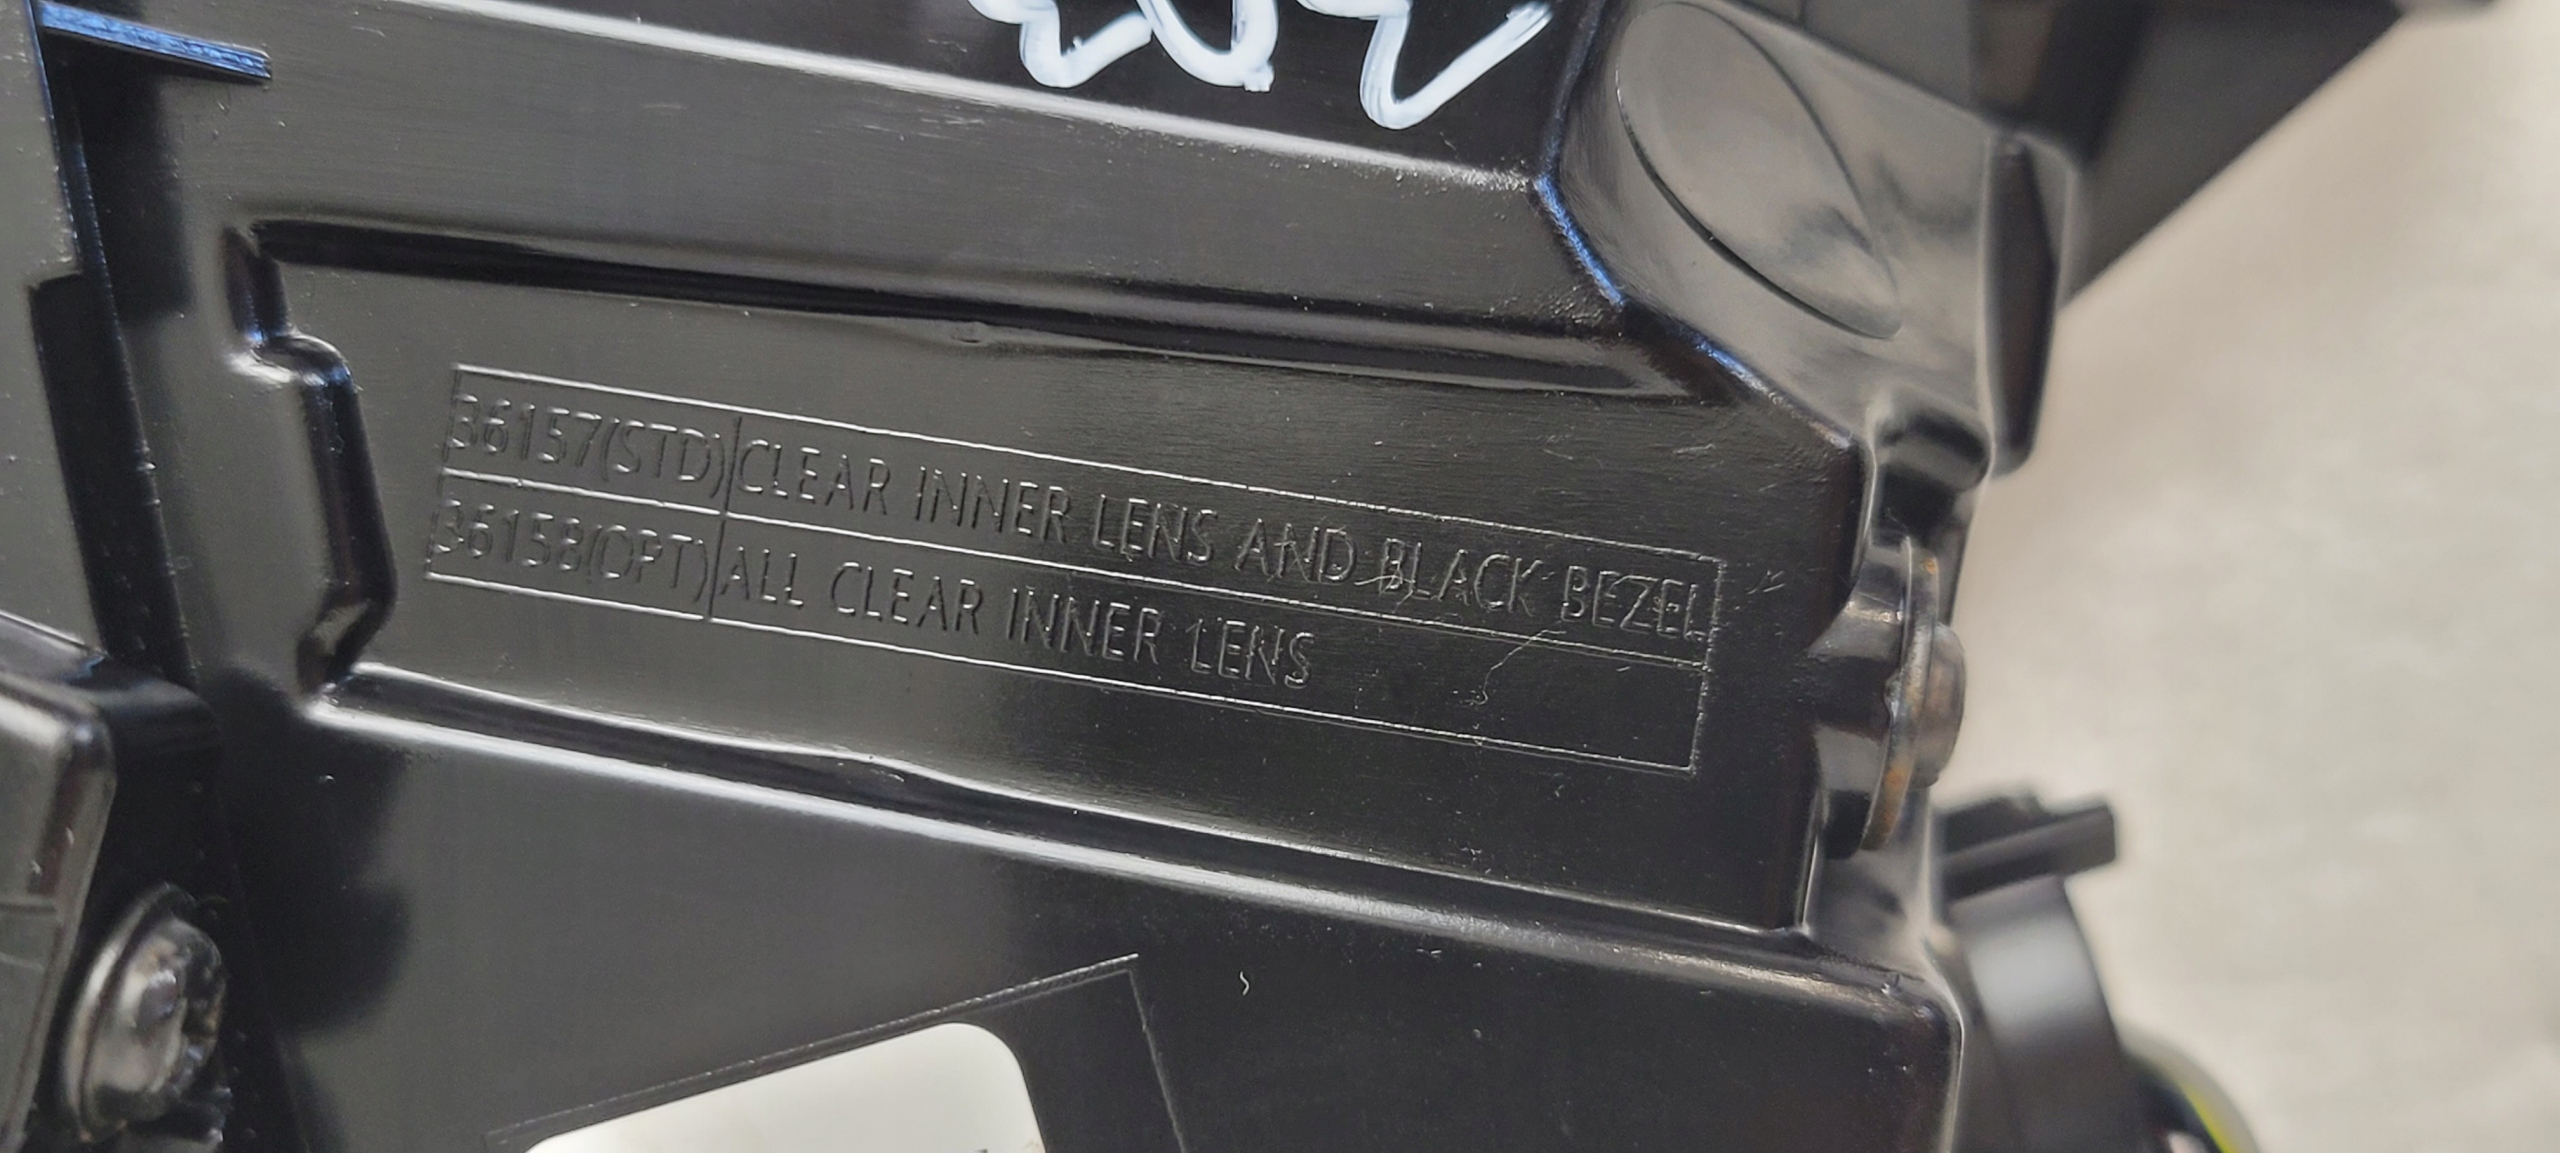 36157(STD) CLEAR INNER LENS AND BLACK BEZEL
36158(OPT) ALL CLEAR INNER LENS